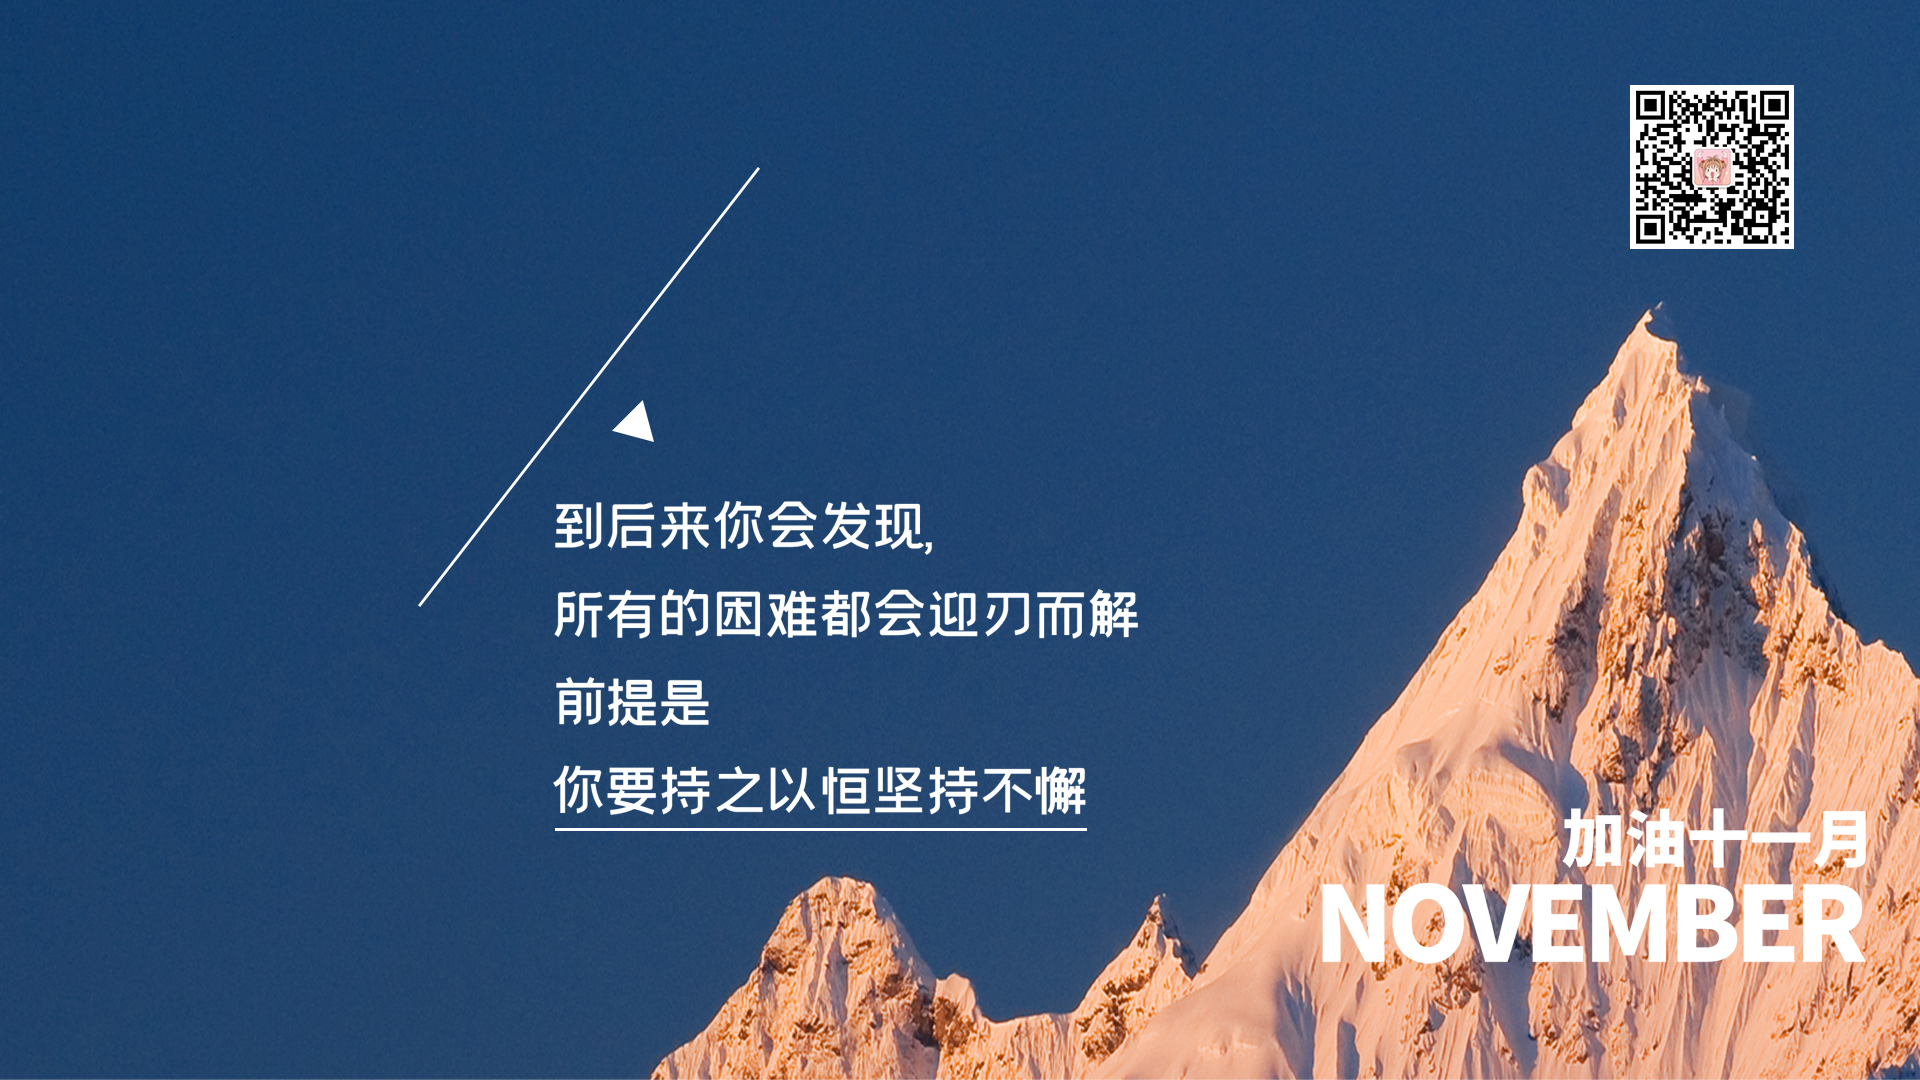 到后来你会发现,
所有的困难都会迎刃而解
前提是
你要持之以恒坚持不懈
加油十一月
NOVEMBER